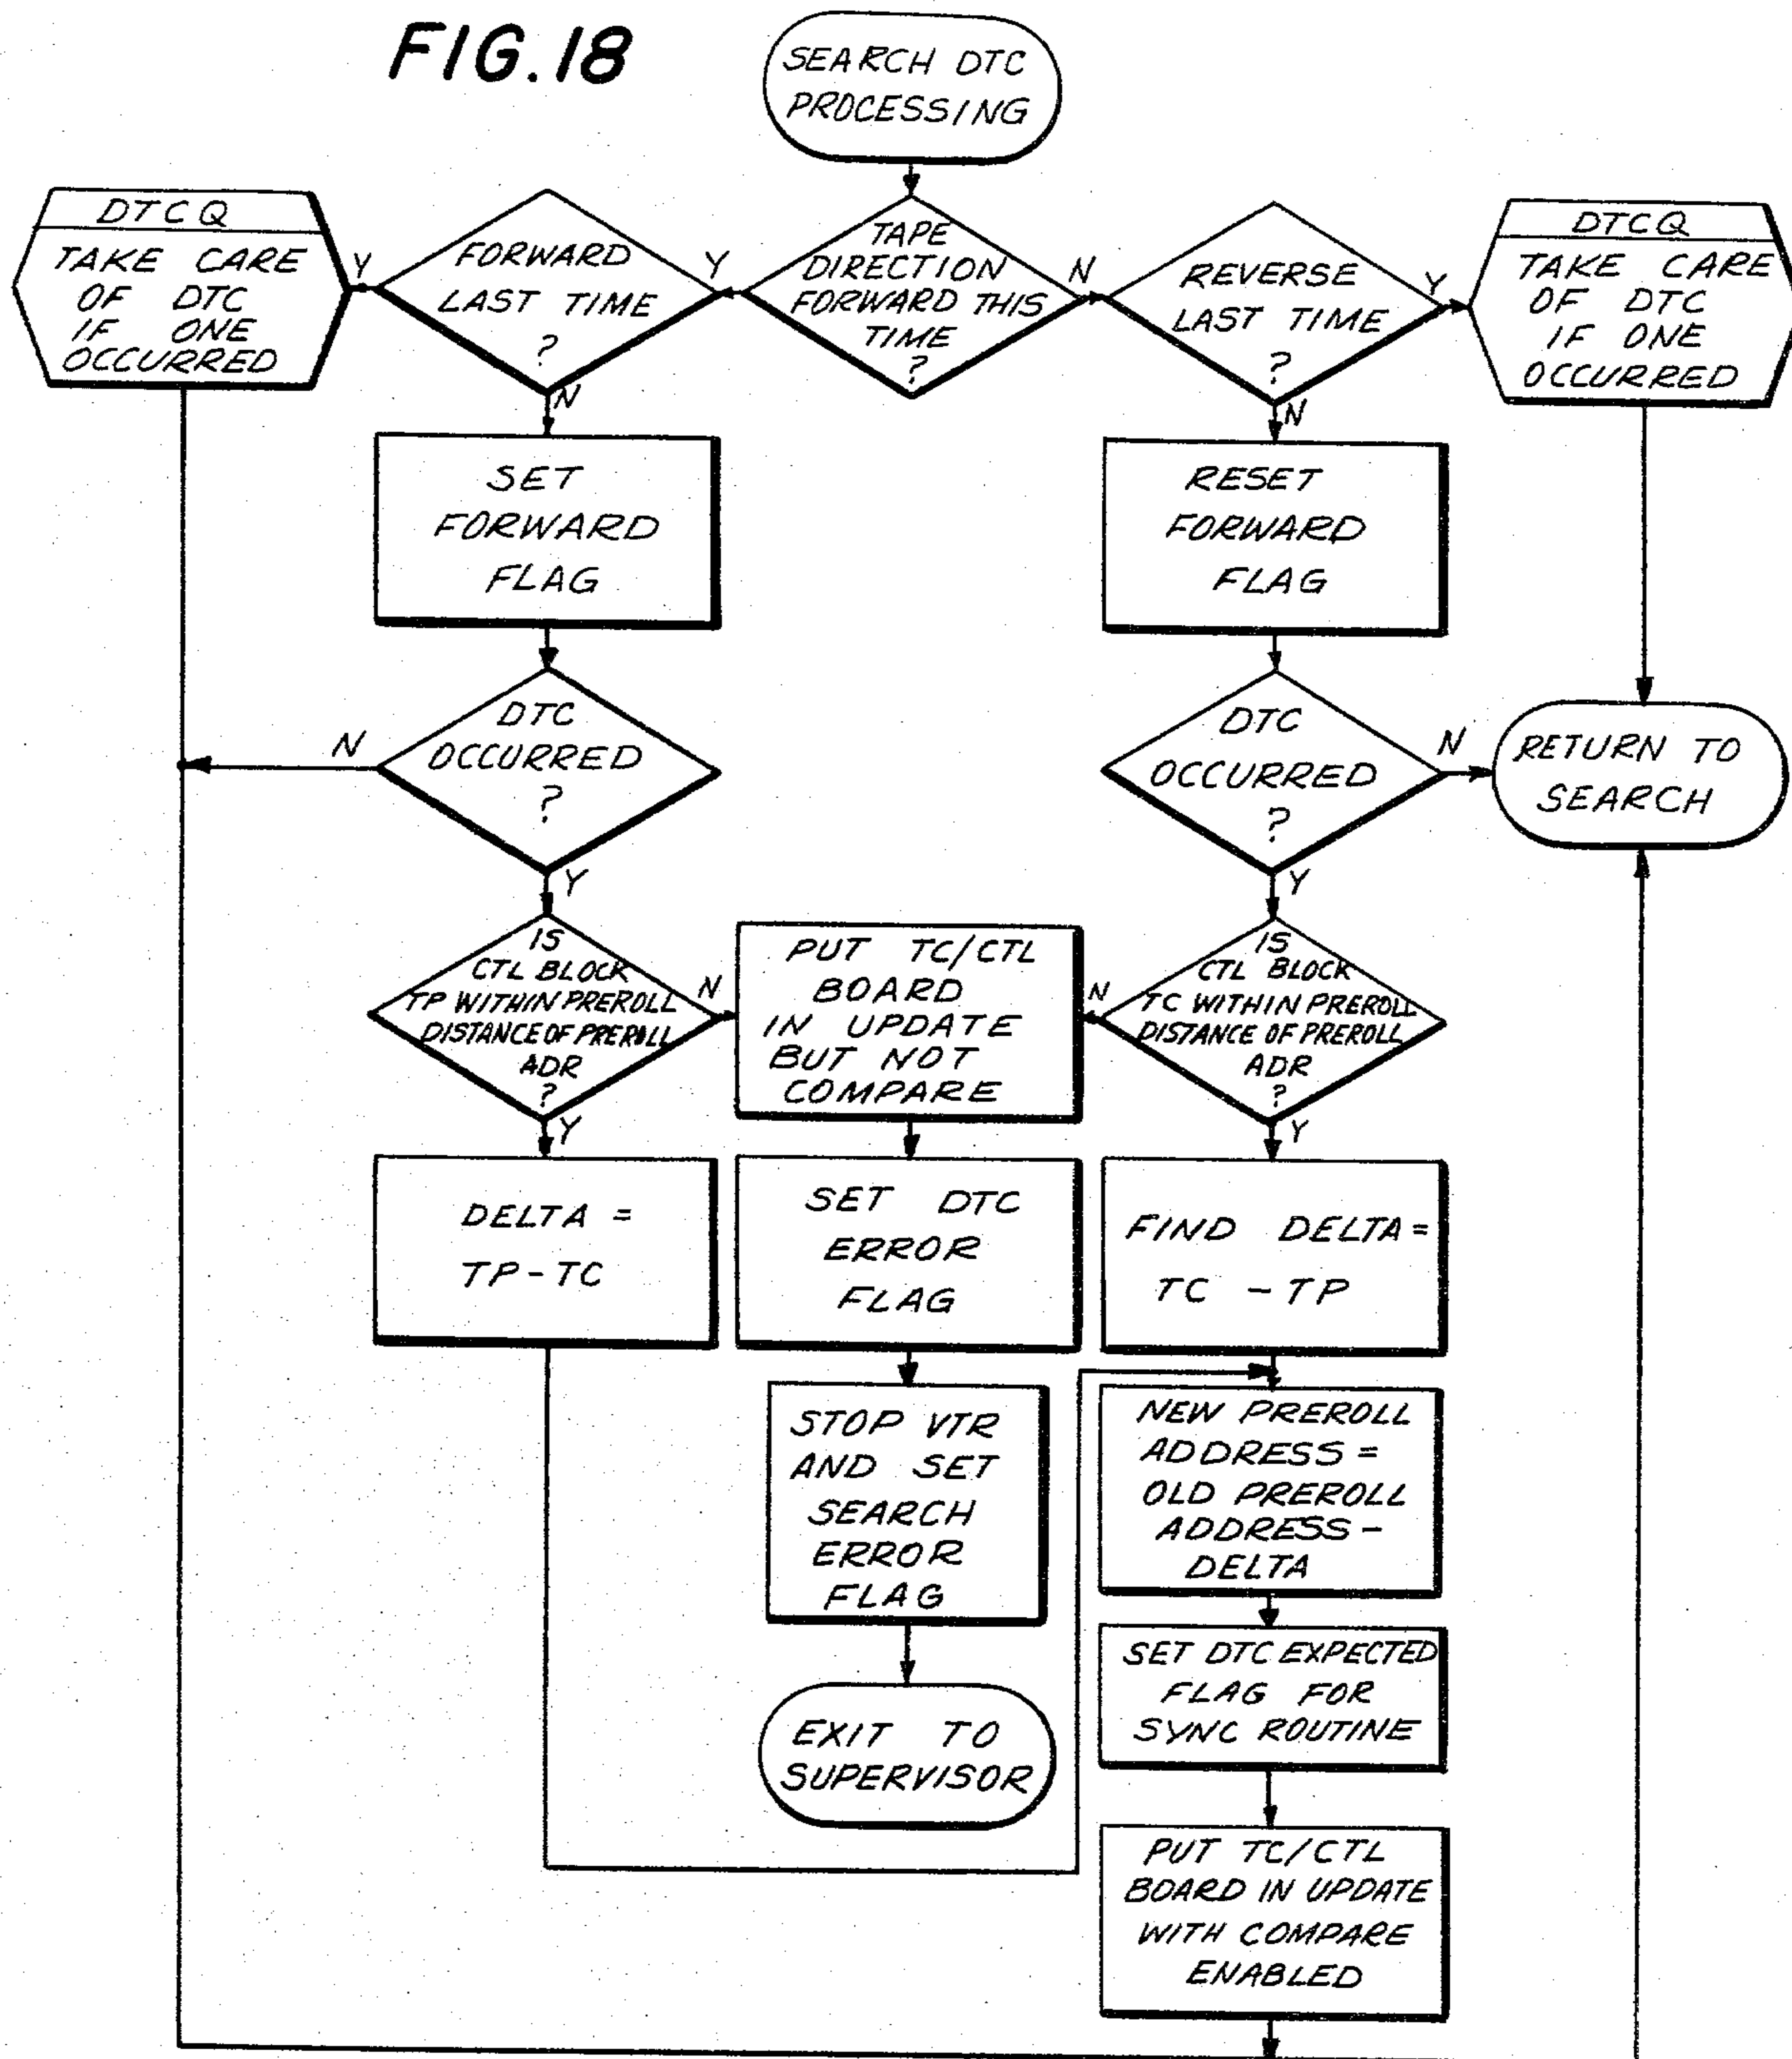 FIG.18
SEARCH DTC
PROCESSING
DTCQ
TAKE CARE
OF DTC
IF ONE
OCCURRED
Y
FORWARD
LAST TIME
?
Y
TAPE
DIRECTION
FORWARD THIS
TIME
?
N
REVERSE
LAST TIME
?
Y
DTCQ
TAKE CARE
OF DTC
IF ONE
OCCURRED
N
N
SET
FORWARD
FLAG
RESET
FORWARD
FLAG
N
DTC
OCCURRED
?
DTC
OCCURRED
?
N
RETURN TO
SEARCH
Y
Y
IS
CTL BLOCK
TP WITHIN PREROLL
DISTANCE OF PREROLL
ADR
?
N
PUT TC/CTL
BOARD
IN UPDATE
BUT NOT
COMPARE
N
IS
CTL BLOCK
TC WITHIN PREROLL
DISTANCE OF PREROLL
ADR
?
Y
Y
DELTA =
TP-TC
SET DTC
ERROR
FLAG
FIND DELTA=
TC - TP
STOP VTR
AND SET
SEARCH
ERROR
FLAG
NEW PREROLL
ADDRESS =
OLD PREROLL
ADDRESS -
DELTA
EXIT TO
SUPERVISOR
SET DTC EXPECTED
FLAG FOR
SYNC ROUTINE
PUT TC/CTL
BOARD IN UPDATE
WITH COMPARE
ENABLED